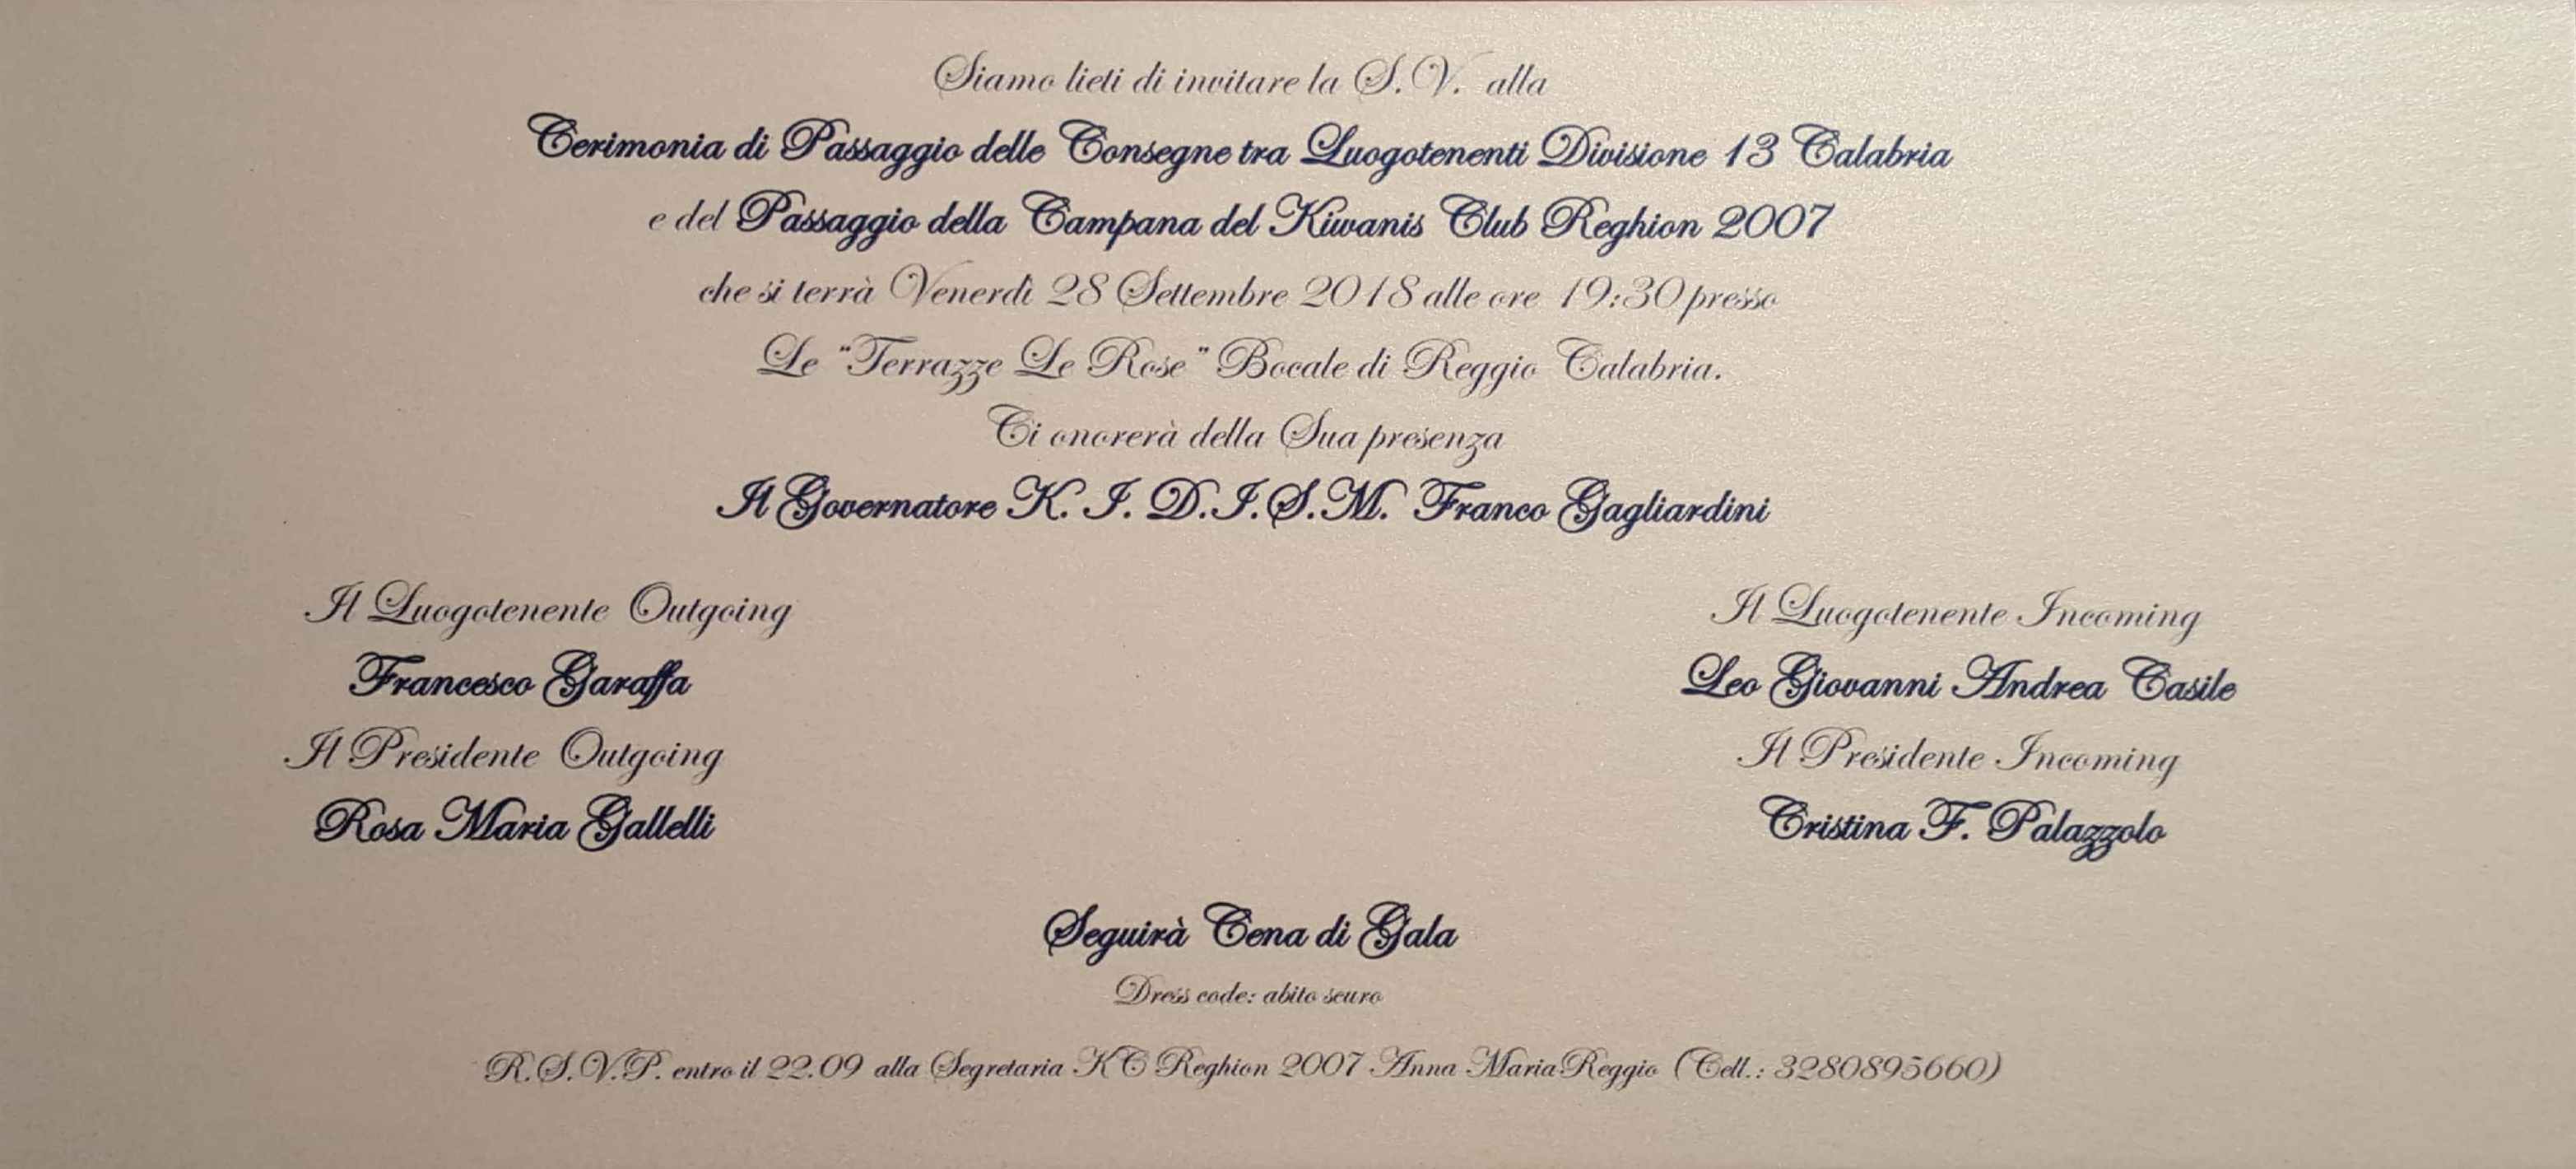 Siamo lieti di invitare la S.V. alla
Cerimonia di Passaggio delle Consegne tra Luogotenenti Divisione 13 Calabria
e del Passaggio della Campana del Kiwanis Club Reghion 2007
che si terrà Venerdì 28 Settembre 2018 alle ore 19:30 presso
Le "Terrazze Le Rose" Bocale di Reggio Calabria.
Ci onorerà della Sua presenza
Il Governatore K. I. D.I.S.M. Franco Gagliardini
Il Luogotenente Outgoing
Francesco Garaffa
Il Presidente Outgoing
Rosa Maria Gallelli
Il Luogotenente Incoming
Leo Giovanni Andrea Casile
Il Presidente Incoming
Cristina F. Palazzolo
Seguirà Cena di Gala
Dress code: abito scuro
R.S.V.P. entro il 22.09 alla Segretaria KC Reghion 2007 Anna Maria Reggio (Cell.: 3280895660)